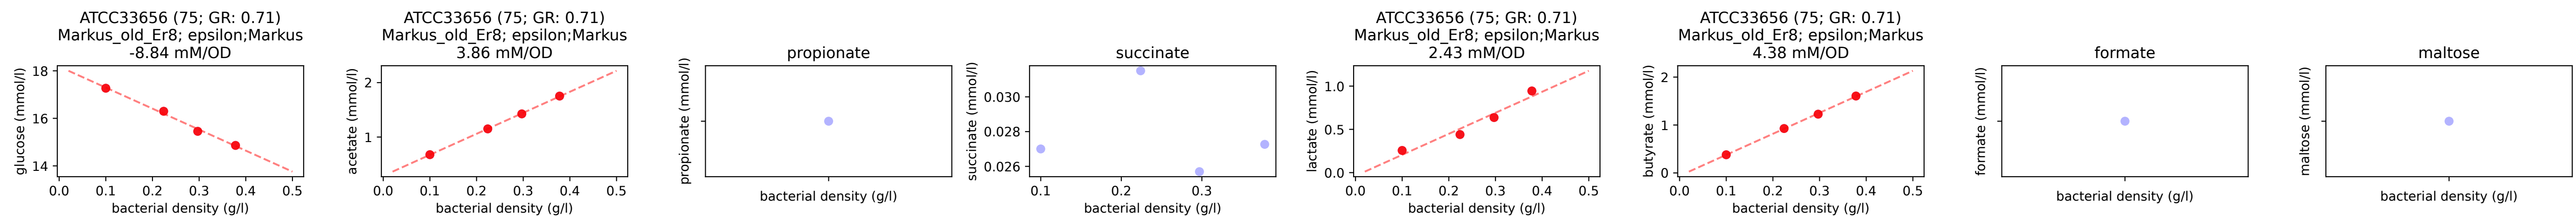 ATCC33656 (75; GR: 0.71)
Markus_old_Er8; epsilon;Markus
-8.84 mM/OD
glucose (mmol/l)
18
16
14
0.0 0.1 0.2 0.3 0.4 0.5
bacterial density (g/l)
ATCC33656 (75; GR: 0.71)
Markus_old_Er8; epsilon;Markus
3.86 mM/OD
acetate (mmol/l)
2
1
0.0 0.1 0.2 0.3 0.4 0.5
bacterial density (g/l)
propionate
propionate (mmol/l)
bacterial density (g/l)
succinate
succinate (mmol/l)
0.030
0.028
0.026
0.1 0.2 0.3
bacterial density (g/l)
ATCC33656 (75; GR: 0.71)
Markus_old_Er8; epsilon;Markus
2.43 mM/OD
lactate (mmol/l)
1.0
0.5
0.0
0.0 0.1 0.2 0.3 0.4 0.5
bacterial density (g/l)
ATCC33656 (75; GR: 0.71)
Markus_old_Er8; epsilon;Markus
4.38 mM/OD
butyrate (mmol/l)
2
1
0
0.0 0.1 0.2 0.3 0.4 0.5
bacterial density (g/l)
formate
formate (mmol/l)
bacterial density (g/l)
maltose
maltose (mmol/l)
bacterial density (g/l)